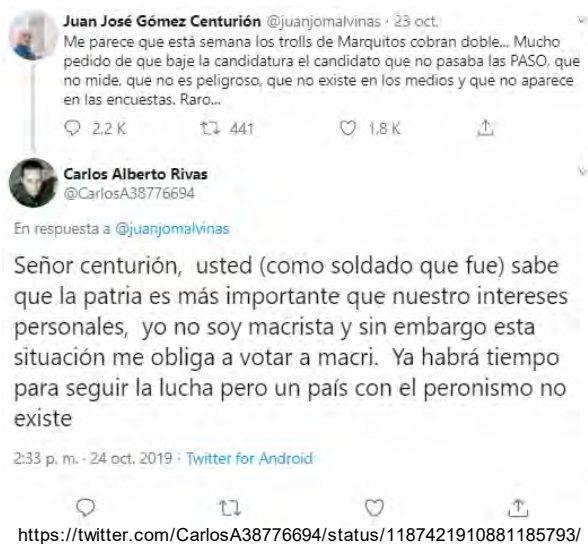 Juan José Gómez Centurión @juanjomalvinas · 23 oct.
Me parece que está semana los trolls de Marquitos cobran doble... Mucho
pedido de que baje la candidatura el candidato que no pasaba las PASO, que
no mide, que no es peligroso, que no existe en los medios y que no aparece
en las encuestas. Raro...
2,2 K 441 1,8 K
Carlos Alberto Rivas
@CarlosA38776694
En respuesta a @juanjomalvinas
Señor centurión, usted (como soldado que fue) sabe
que la patria es más importante que nuestro intereses
personales, yo no soy macrista y sin embargo esta
situación me obliga a votar a macri. Ya habrá tiempo
para seguir la lucha pero un país con el peronismo no
existe
2:33 p. m. · 24 oct. 2019 · Twitter for Android
https://twitter.com/CarlosA38776694/status/1187421910881185793/